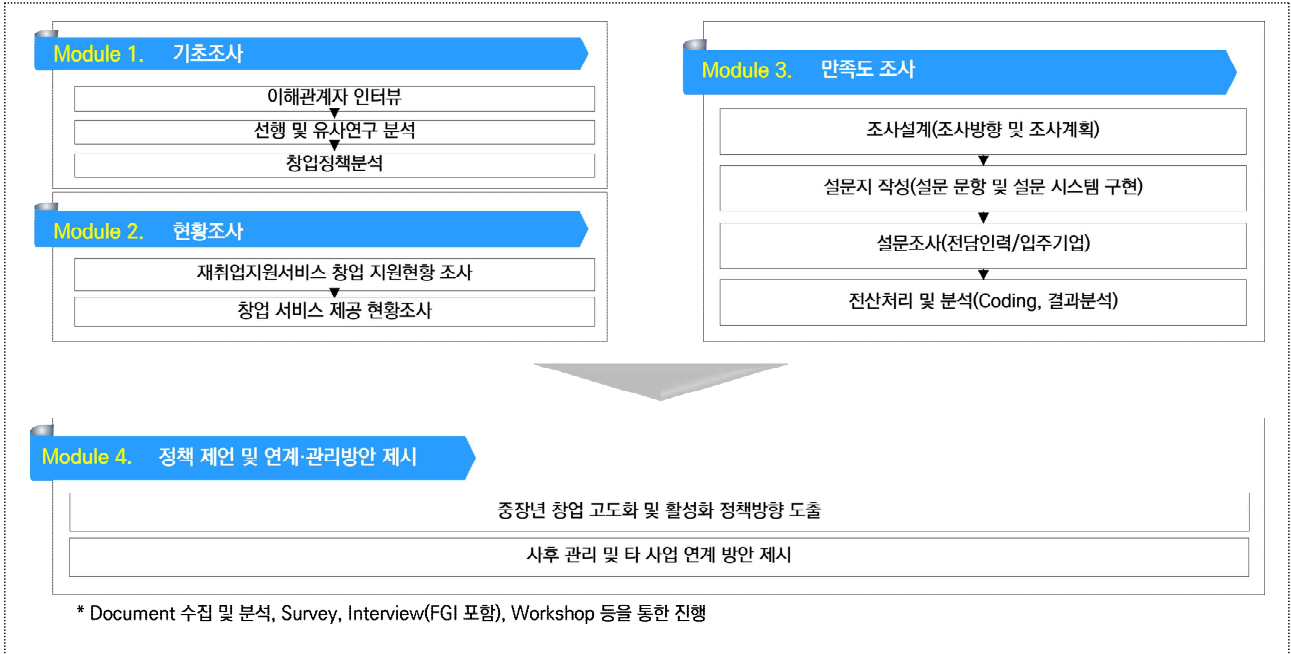 Module 1. 기초조사
이해관계자 인터뷰
선행 및 유사연구 분석
창업징책분석
Module 2. 현황조사
재취업지원서비스 창업 지원현황 조사
창업 서비스 제공 현황조사
Module 3. 만족도 조사
조사설계(조사방향 및 조사계획)
설문지 작성(설문 문항 및 설문 시스템 구현)
설문조사(전담인력/입주기업)
전산처리 및 분석(Coding, 결과분석)
Module 4. 정책 제언 및 연계·관리방안 제시
중장년 창업 고도화 및 활성화 정책방향 도출
사후 관리 및 타 사업 연계 방안 제시
* Document 수집 및 분석, Survey, Interview(FGI 포함), Workshop 등을 통한 진행